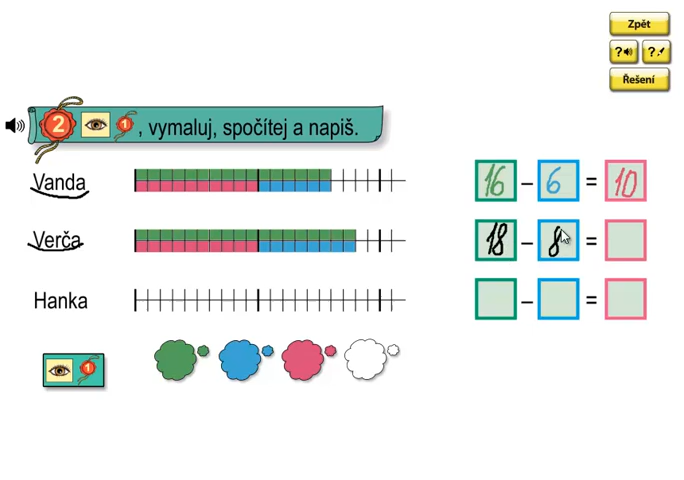 Zpět
?
?
Řešení
2
1
, vymaluj, spočítej a napiš.
Vanda
16 – 6 = 10
Verča
18 – 8 =
Hanka
– =
1